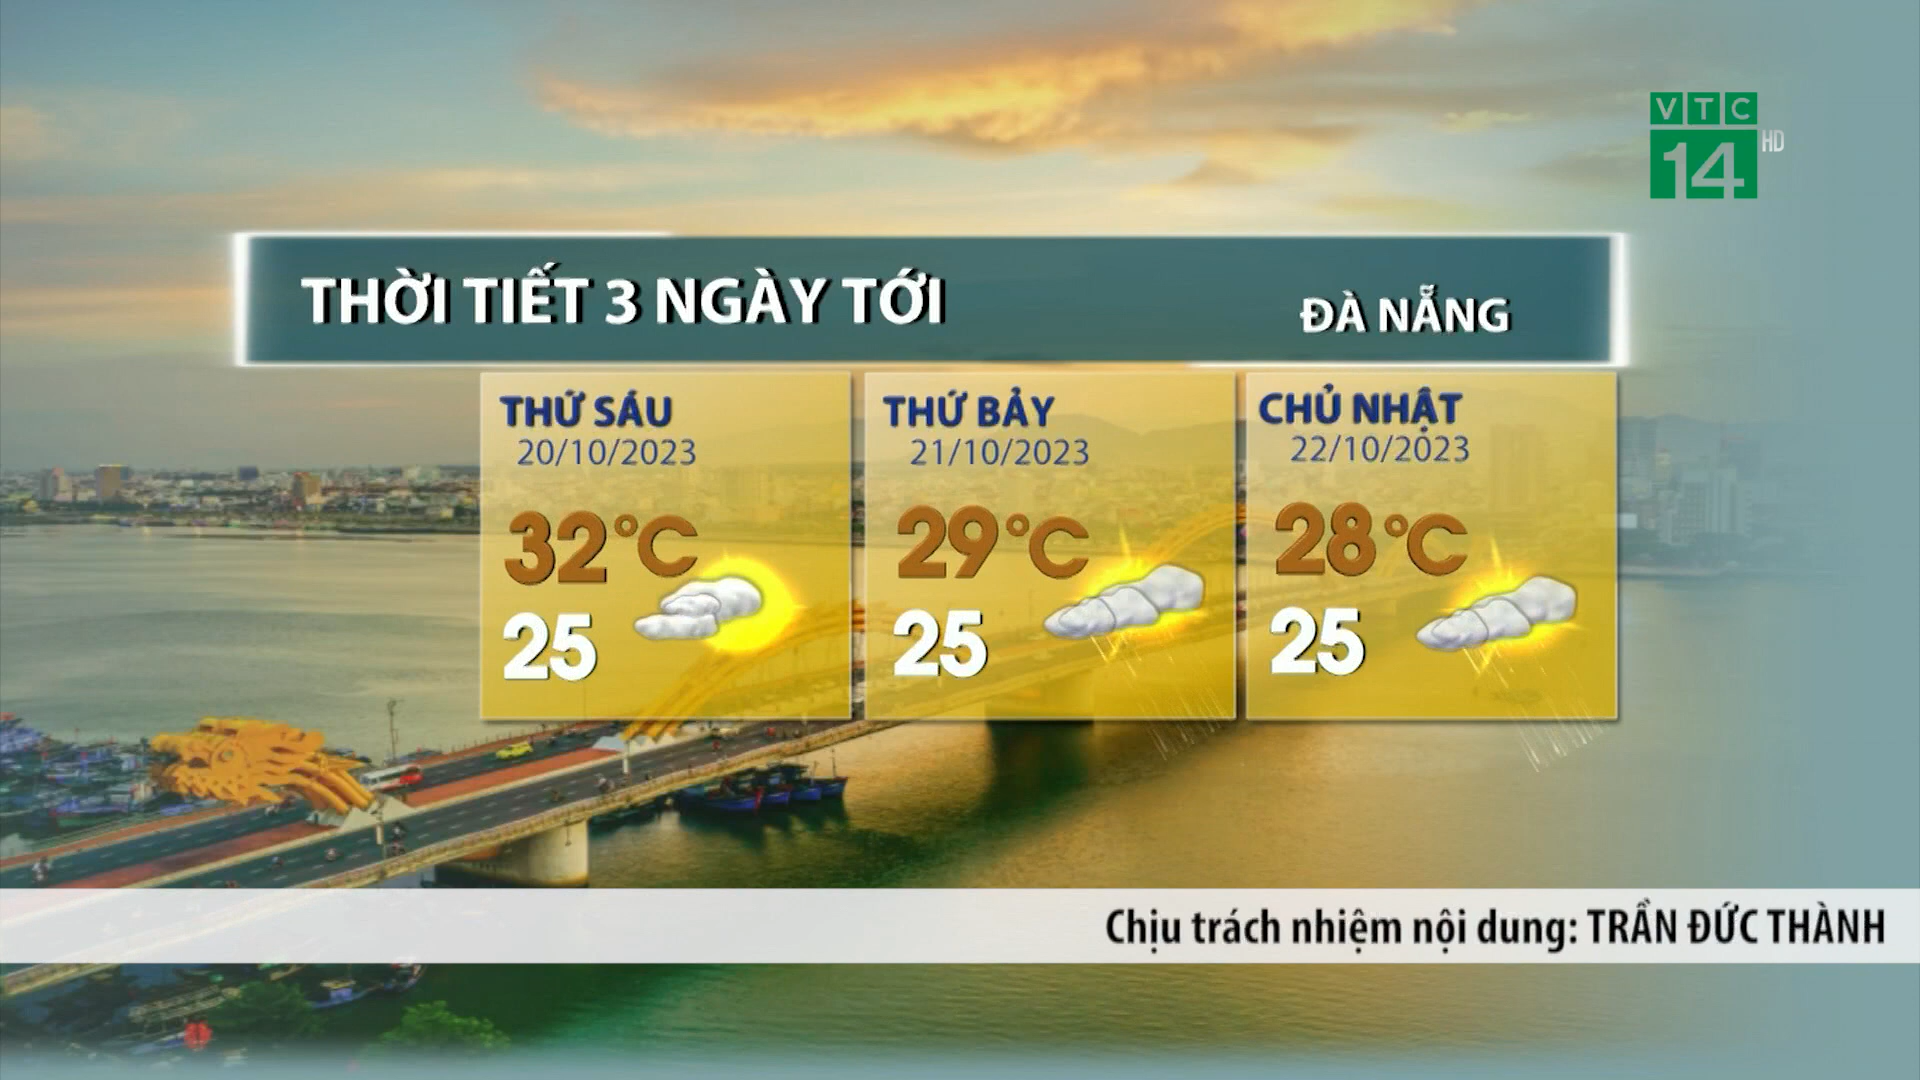 VTC
14 HD
THỜI TIẾT 3 NGÀY TỚI
ĐÀ NẴNG
THỨ SÁU
20/10/2023
32°C
25
THỨ BẢY
21/10/2023
29°C
25
CHỦ NHẬT
22/10/2023
28°C
25
Chịu trách nhiệm nội dung: TRẦN ĐỨC THÀNH